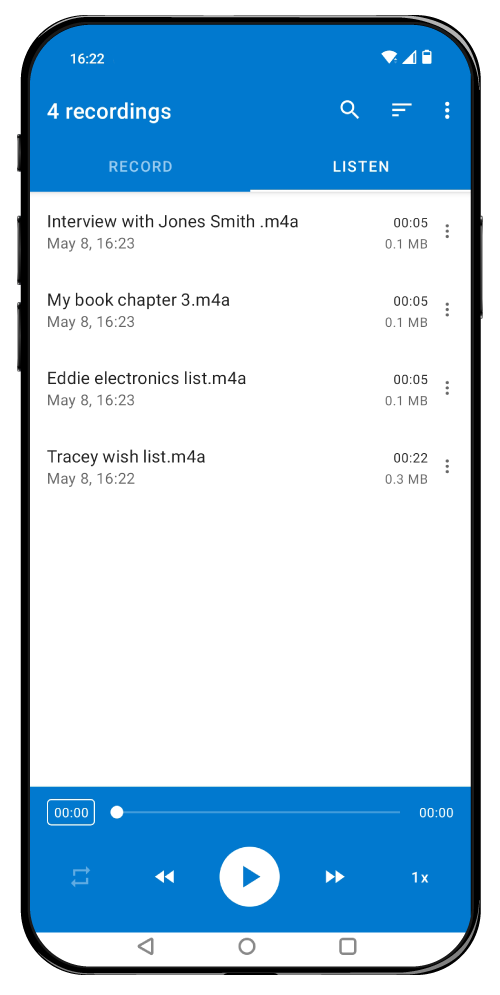 16:22
4 recordings
RECORD LISTEN
Interview with Jones Smith .m4a 00:05
May 8, 16:23 0.1 MB
My book chapter 3.m4a 00:05
May 8, 16:23 0.1 MB
Eddie electronics list.m4a 00:05
May 8, 16:23 0.1 MB
Tracey wish list.m4a 00:22
May 8, 16:22 0.3 MB
00:00 00:00
1x